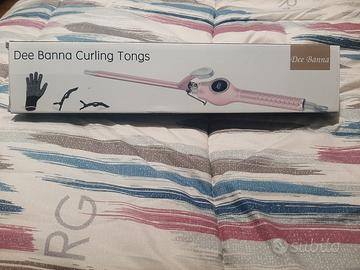 Dee Banna Curling Tongs
Dee Banna
RG
subito